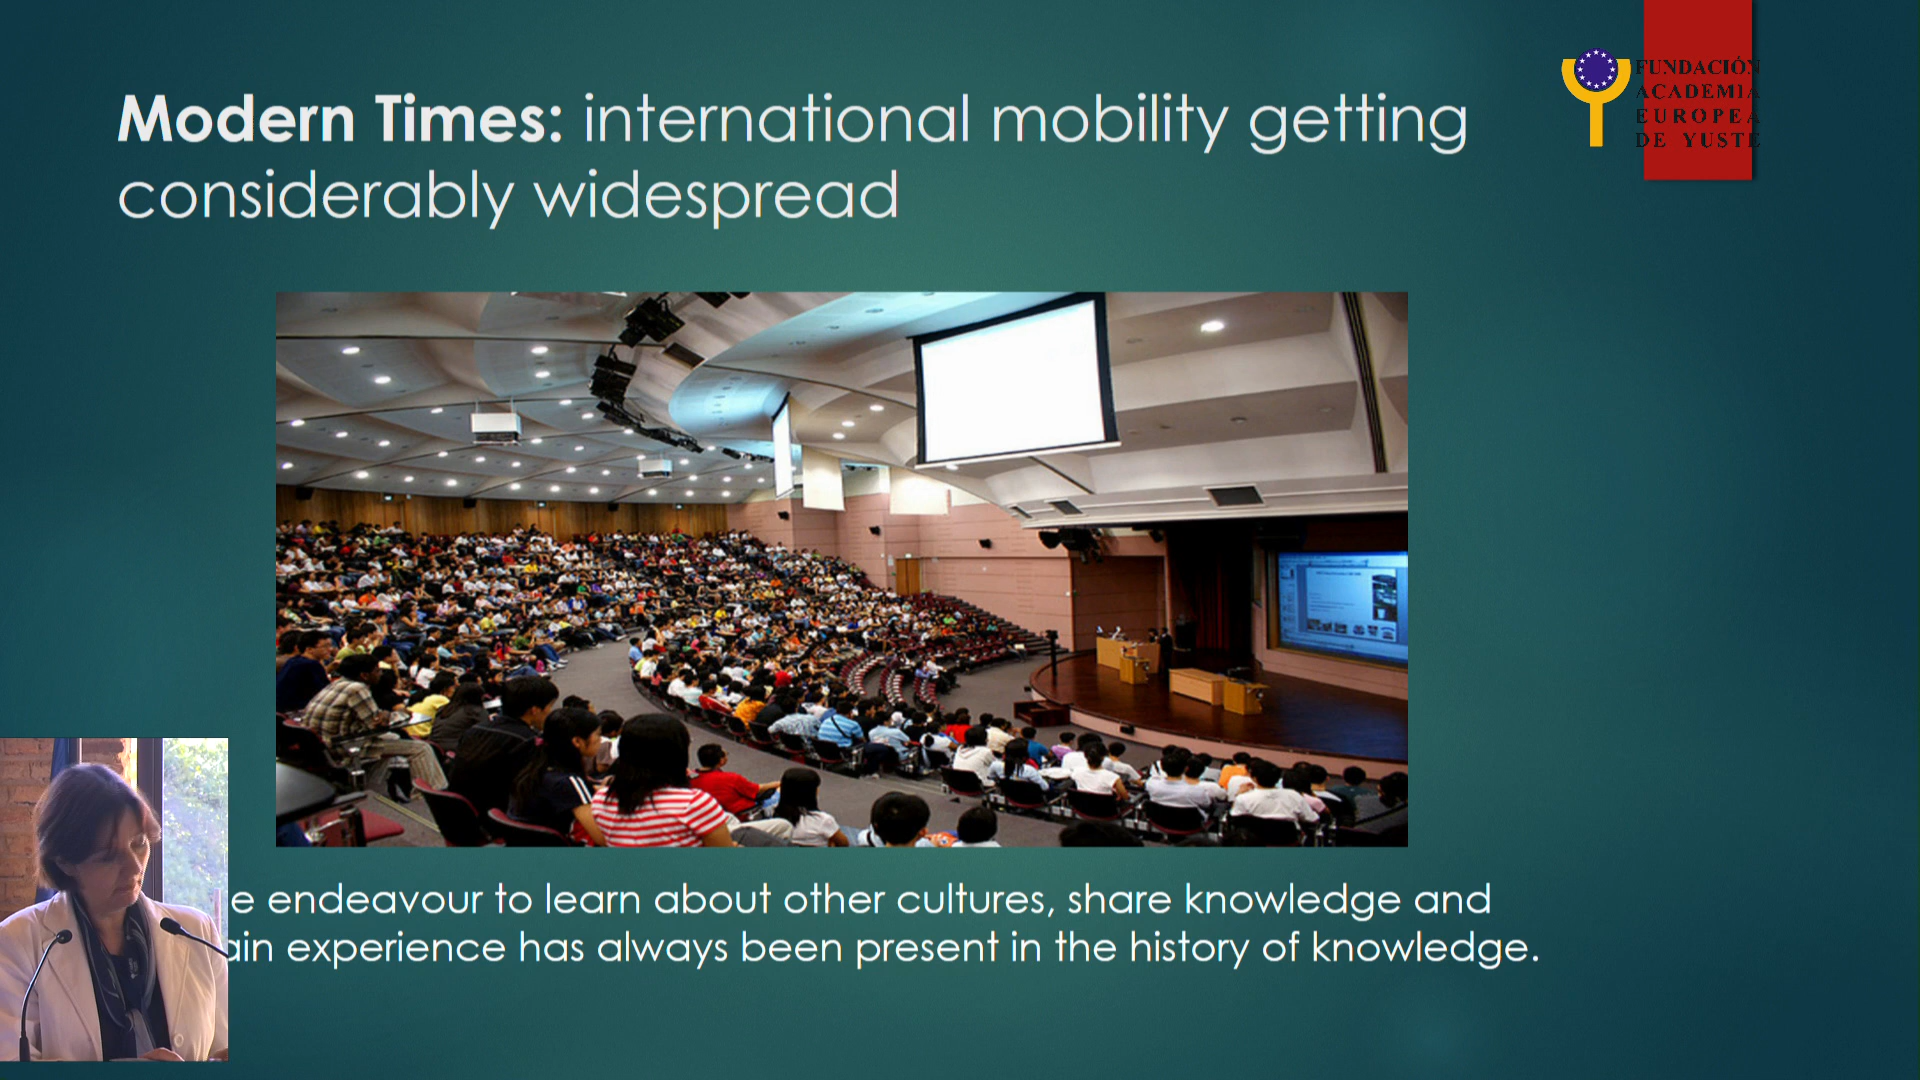 Modern Times: international mobility getting
considerably widespread
FUNDACIÓN
ACADEMIA
EUROPEA
DE YUSTE
endeavour to learn about other cultures, share knowledge and
experience has always been present in the history of knowledge.